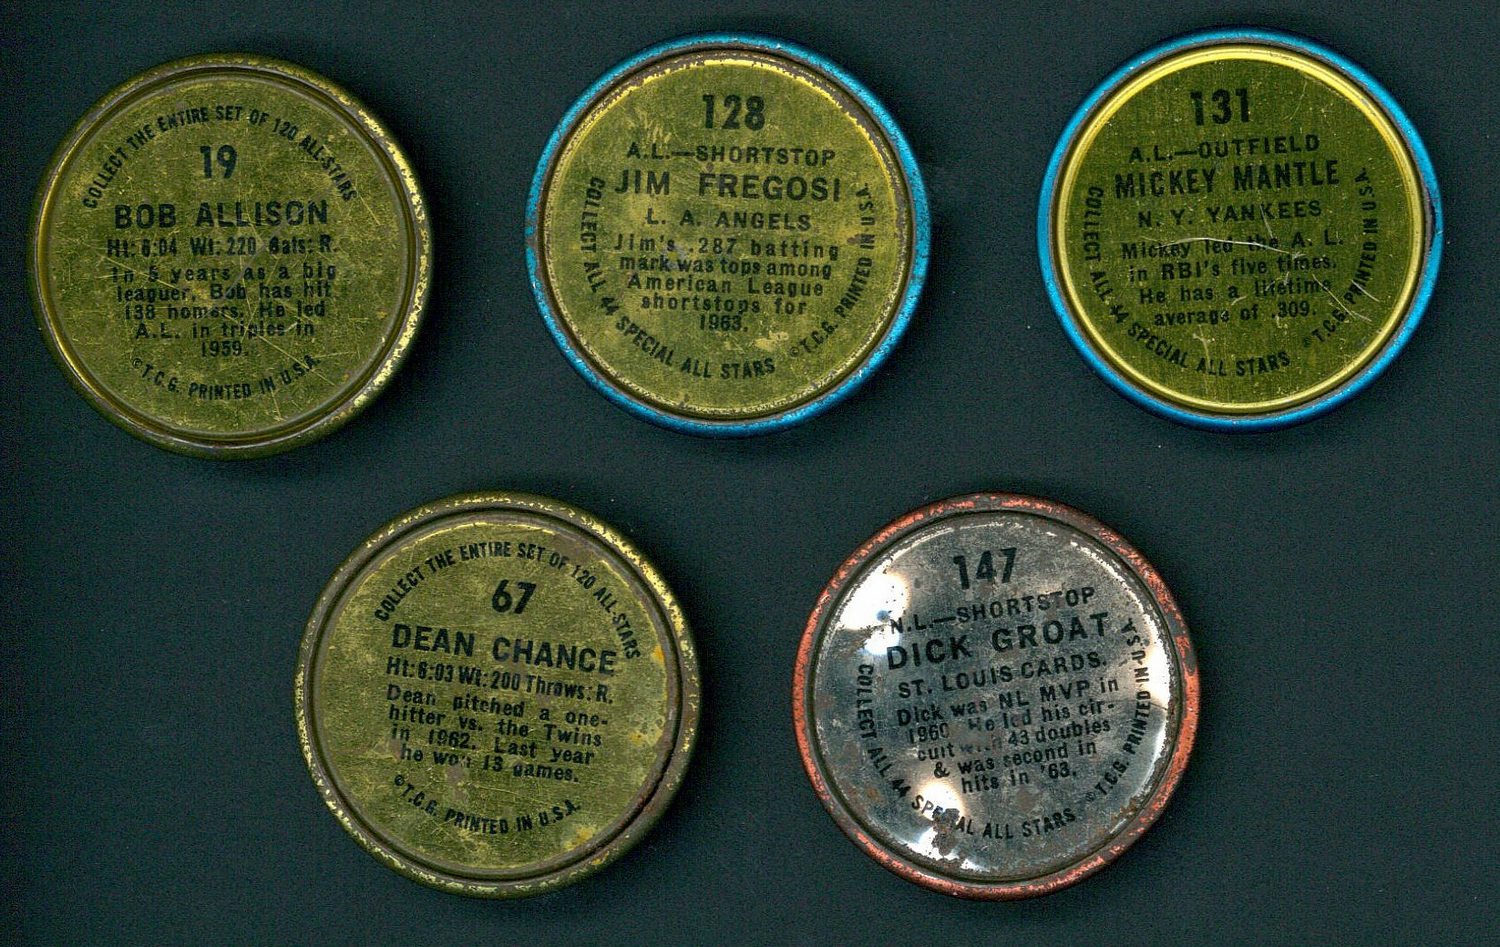 COLLECT THE ENTIRE SET OF 120 ALL-STARS
19
BOB ALLISON
Ht: 6:04 Wt: 220 Bats: R.
In 5 years as a big
leaguer, Bob has hit
138 homers. He led
A.L. in triples in
1959.
©T.C.G. PRINTED IN U.S.A.
128
A.L.—SHORTSTOP
JIM FREGOSI
L. A. ANGELS
Jim's .287 batting
mark was tops among
American League
shortstops for
1963.
COLLECT ALL 44 SPECIAL ALL STARS ©T.C.G. PRINTED IN U.S.A.
131
A.L.—OUTFIELD
MICKEY MANTLE
N. Y. YANKEES
Mickey led the A. L.
in RBI's five times.
He has a lifetime
average of .309.
COLLECT ALL 44 SPECIAL ALL STARS ©T.C.G. PRINTED IN U.S.A.
COLLECT THE ENTIRE SET OF 120 ALL-STARS
67
DEAN CHANCE
Ht: 6:03 Wt: 200 Throws: R.
Dean pitched a one-
hitter vs. the Twins
in 1962. Last year
he won 13 games.
©T.C.G. PRINTED IN U.S.A.
147
N.L.—SHORTSTOP
DICK GROAT
ST. LOUIS CARDS.
Dick was NL MVP in
1960. He led his cir-
cuit with 43 doubles
& was second in
hits in '63.
COLLECT ALL 44 SPECIAL ALL STARS ©T.C.G. PRINTED IN U.S.A.